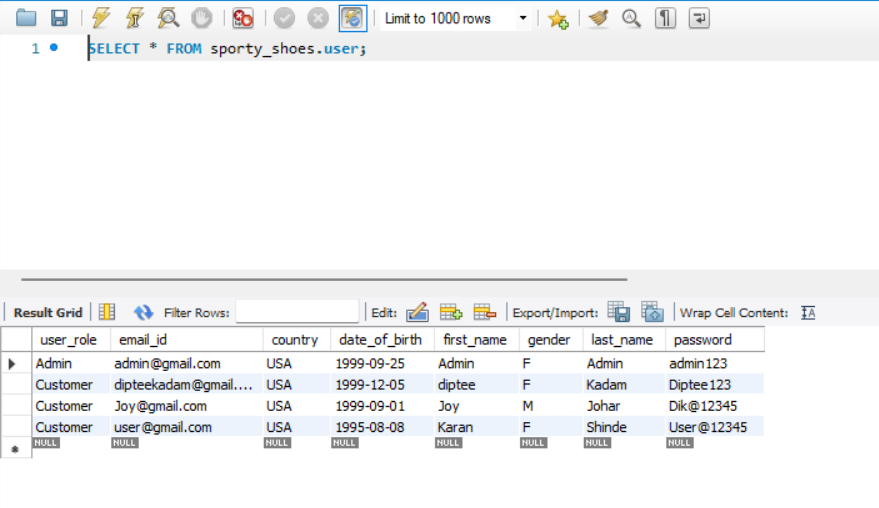 Limit to 1000 rows
1 SELECT * FROM sporty_shoes.user;
Result Grid Filter Rows: Edit: Export/Import: Wrap Cell Content:
user_role email_id country date_of_birth first_name gender last_name password
Admin admin@gmail.com USA 1999-09-25 Admin F Admin admin123
Customer dipteekadam@gmail.... USA 1999-12-05 diptee F Kadam Diptee123
Customer Joy@gmail.com USA 1999-09-01 Joy M Johar Dik@12345
Customer user@gmail.com USA 1995-08-08 Karan F Shinde User@12345
NULL NULL NULL NULL NULL NULL NULL NULL